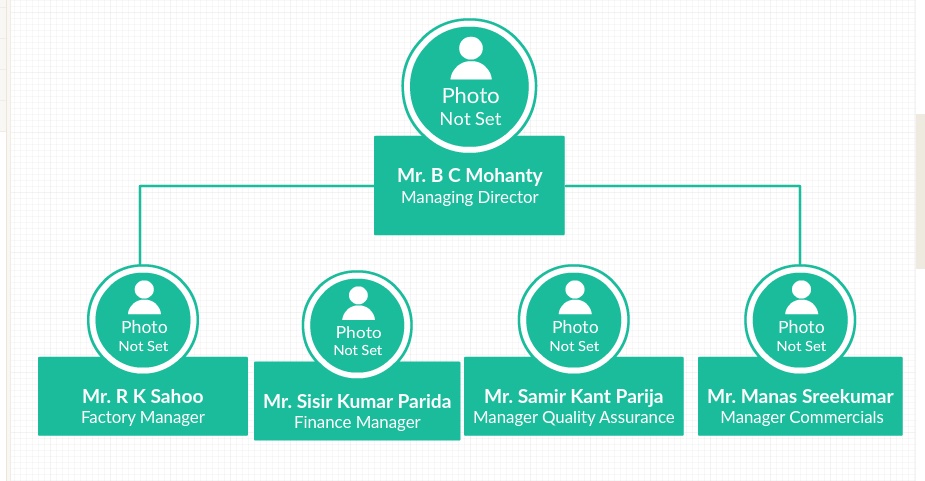 Photo
Not Set
Mr. B C Mohanty
Managing Director
Photo
Not Set
Mr. R K Sahoo
Factory Manager
Photo
Not Set
Mr. Sisir Kumar Parida
Finance Manager
Photo
Not Set
Mr. Samir Kant Parija
Manager Quality Assurance
Photo
Not Set
Mr. Manas Sreekumar
Manager Commercials